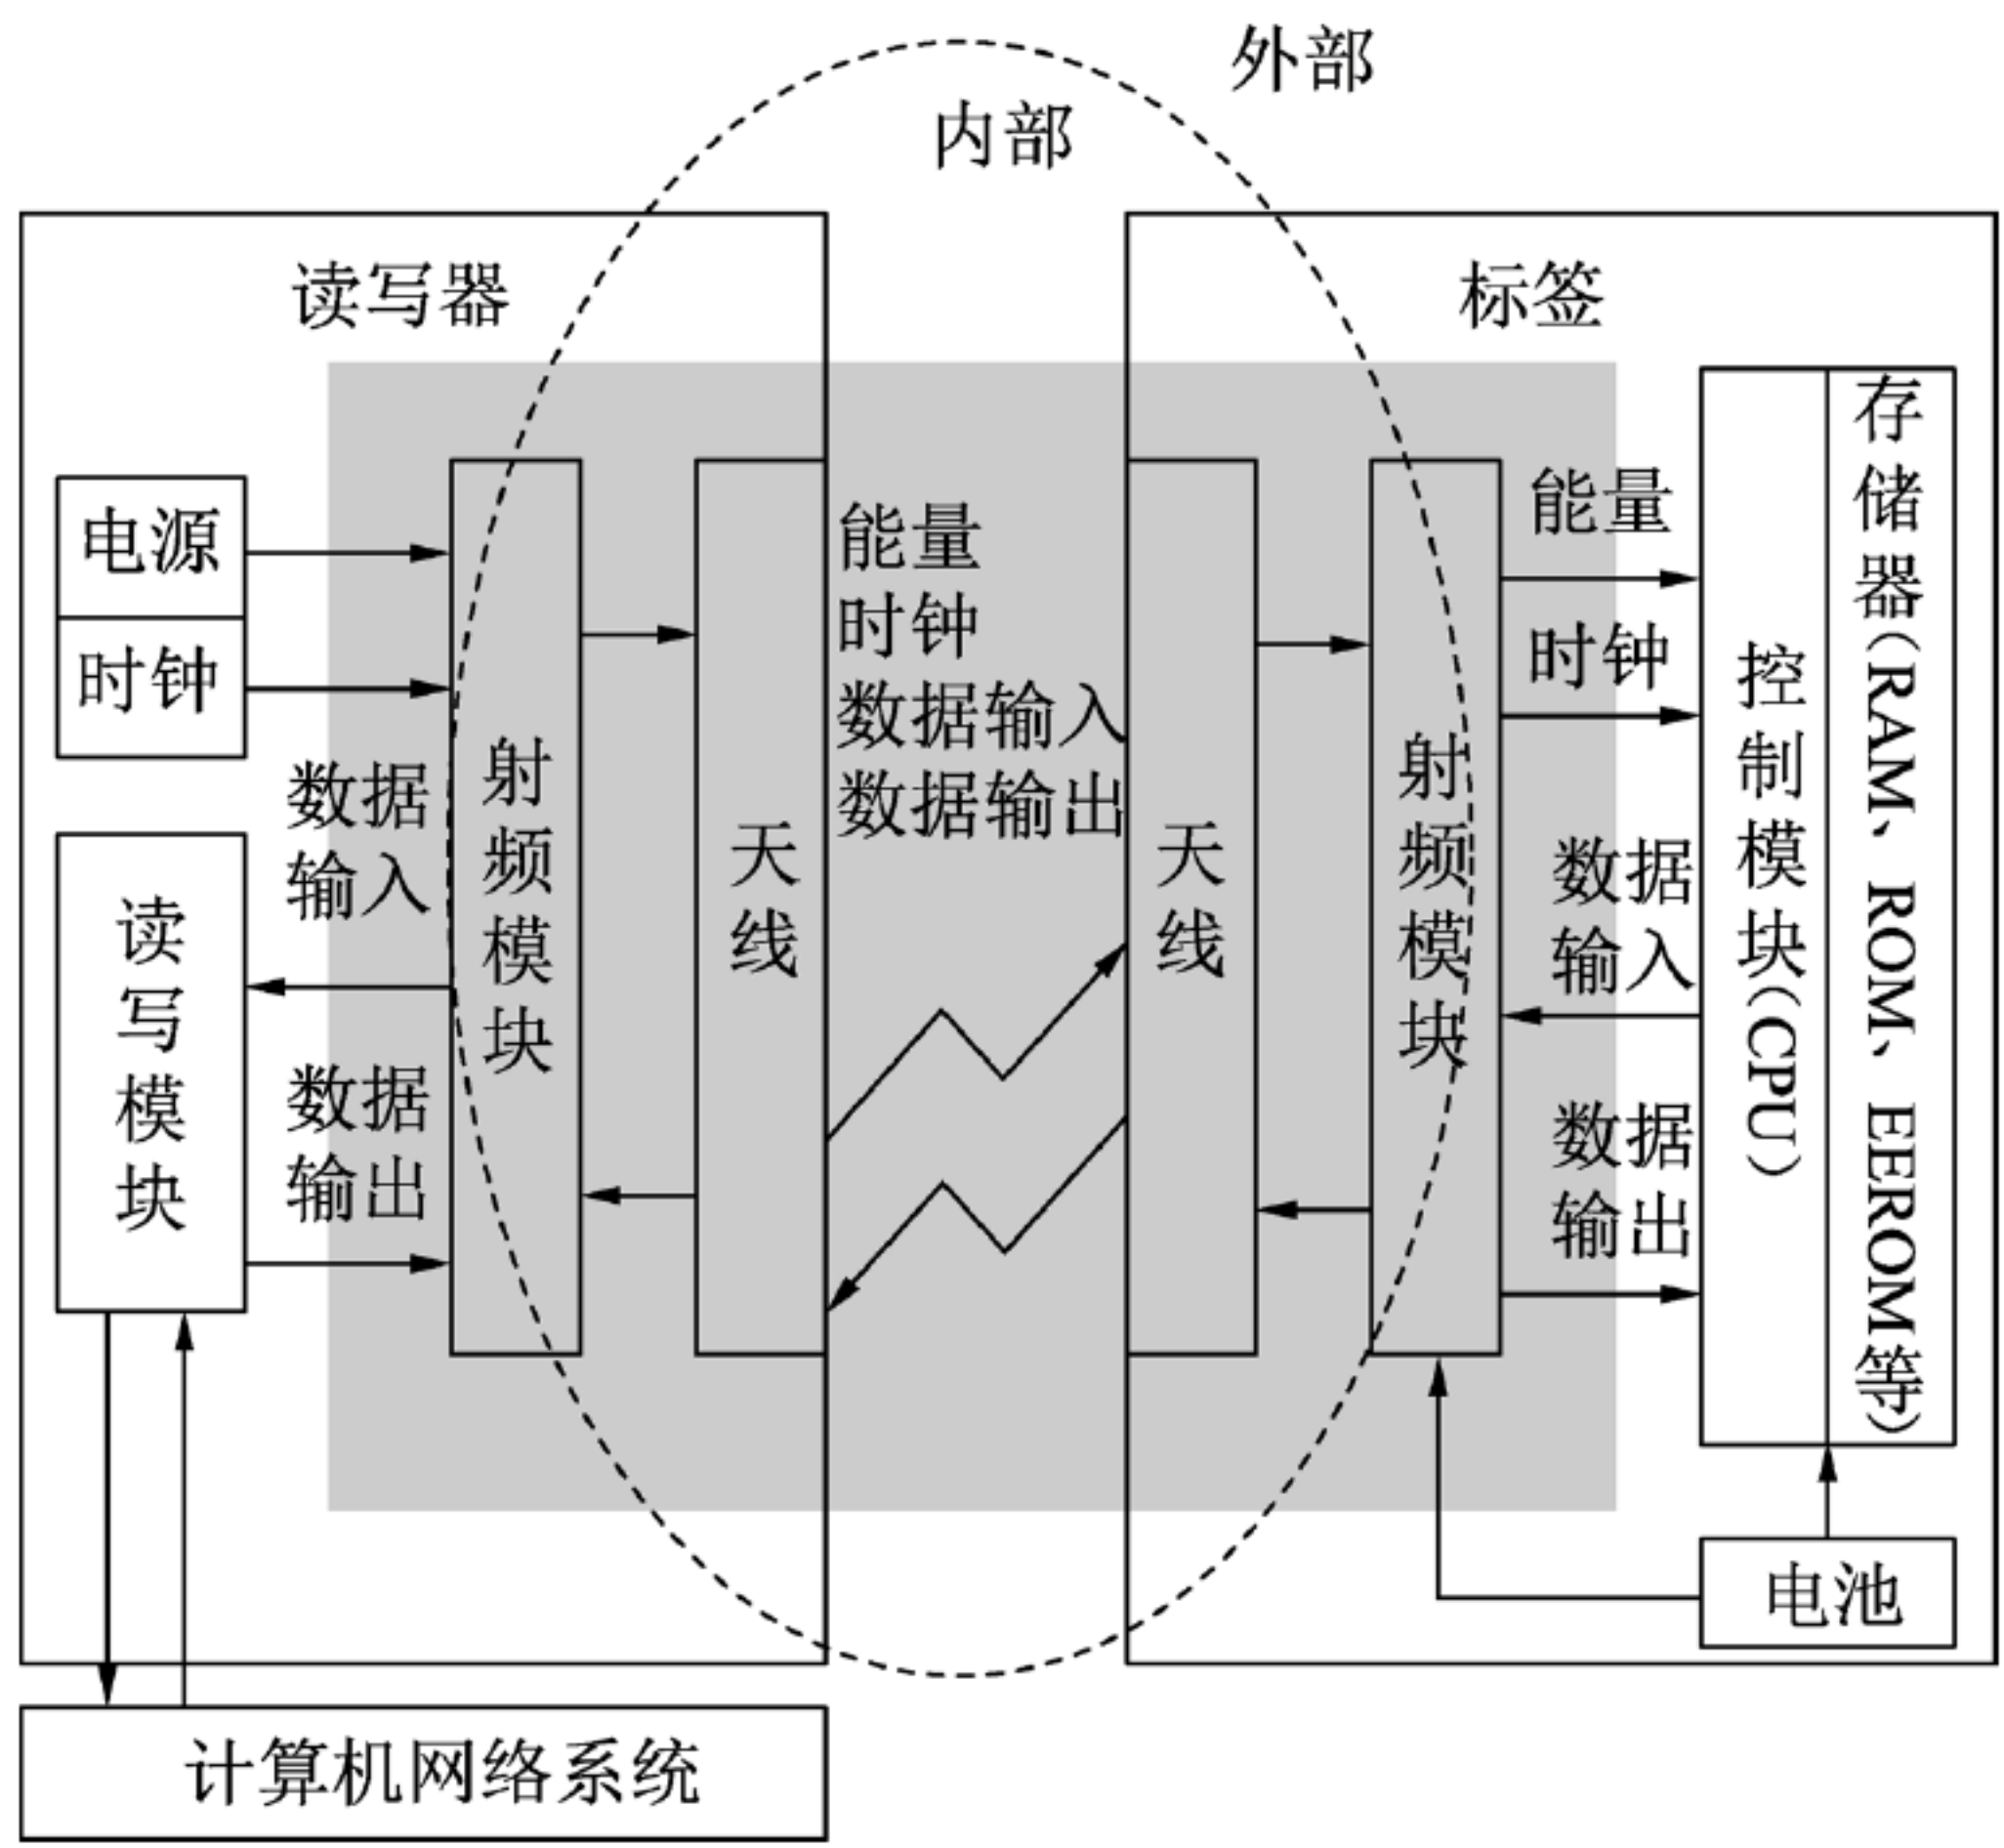 外部
内部
读写器
标签
电源
时钟
数据
输入
读写模块
数据
输出
射频模块
天线
能量
时钟
数据输入
数据输出
天线
射频模块
能量
时钟
数据
输入
数据
输出
控制模块(CPU)
存储器(RAM、ROM、EEROM等)
电池
计算机网络系统